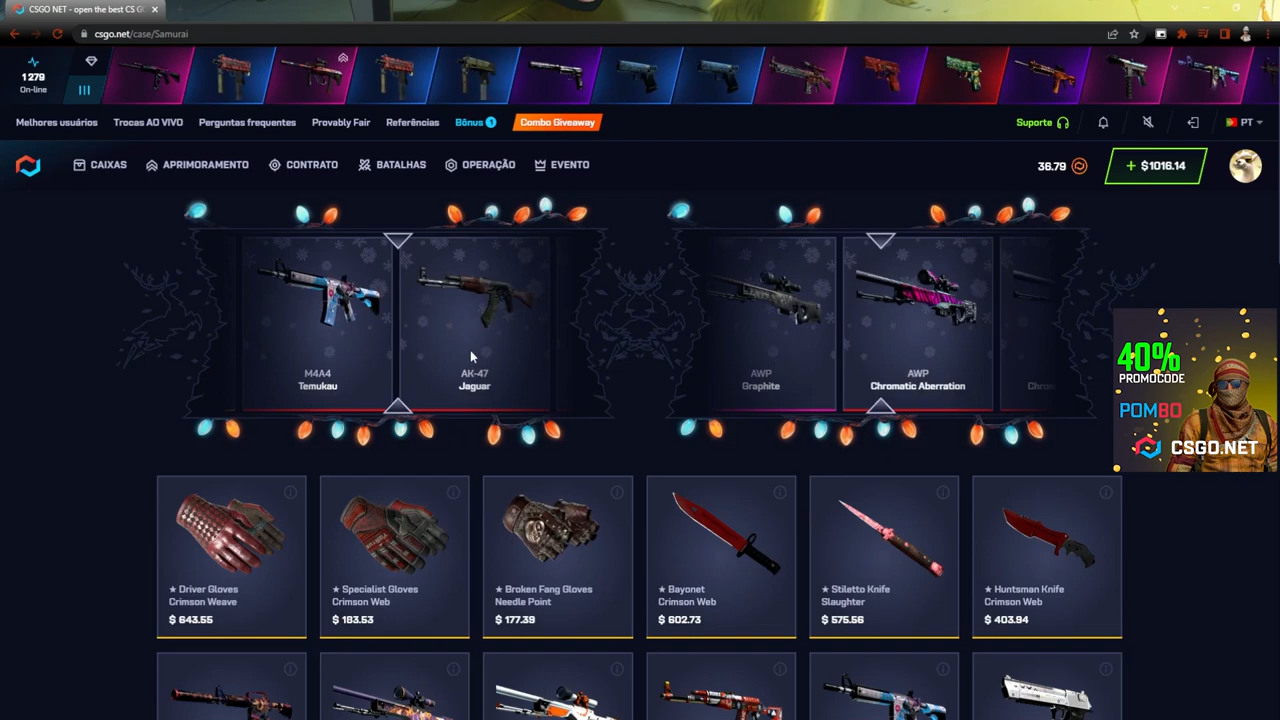 CSGO NET - open the best CS G
csgo.net/case/Samurai
1 279
On-line
Melhores usuários
Trocas AO VIVO
Perguntas frequentes
Provably Fair
Referências
Bônus 1
Combo Giveaway
Suporte
PT
CAIXAS
APRIMORAMENTO
CONTRATO
BATALHAS
OPERAÇÃO
EVENTO
36.79
+ $1016.14
M4A4
Temukau
AK-47
Jaguar
AWP
Graphite
AWP
Chromatic Aberration
Chrom
40%
PROMOCODE
POM80
CSGO.NET
★ Driver Gloves
Crimson Weave
$ 643.55
★ Specialist Gloves
Crimson Web
$ 183.53
★ Broken Fang Gloves
Needle Point
$ 177.39
★ Bayonet
Crimson Web
$ 602.73
★ Stiletto Knife
Slaughter
$ 575.56
★ Huntsman Knife
Crimson Web
$ 403.94